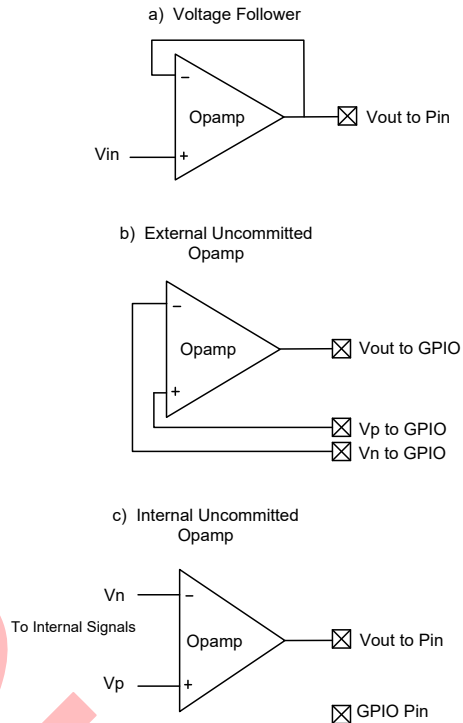 a) Voltage Follower
−
Opamp
Vout to Pin
Vin
+
b) External Uncommitted
Opamp
−
Opamp
Vout to GPIO
+
Vp to GPIO
Vn to GPIO
c) Internal Uncommitted
Opamp
Vn
−
To Internal Signals
Opamp
Vout to Pin
Vp
+
GPIO Pin